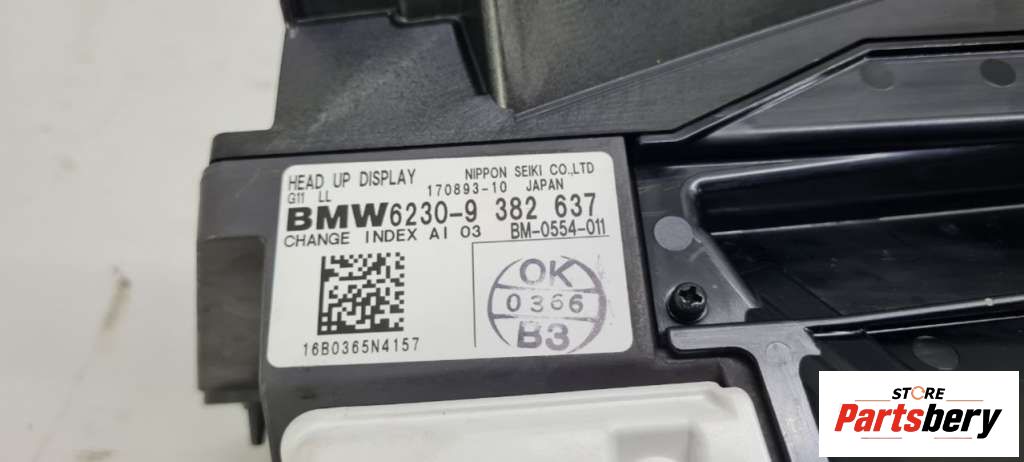 HEAD UP DISPLAY NIPPON SEIKI CO.,LTD
G11 LL 170893-10 JAPAN
BMW6230-9 382 637
CHANGE INDEX AI 03 BM-0554-011
OK
0366
B3
16B0365N4157
STORE
Partsbery